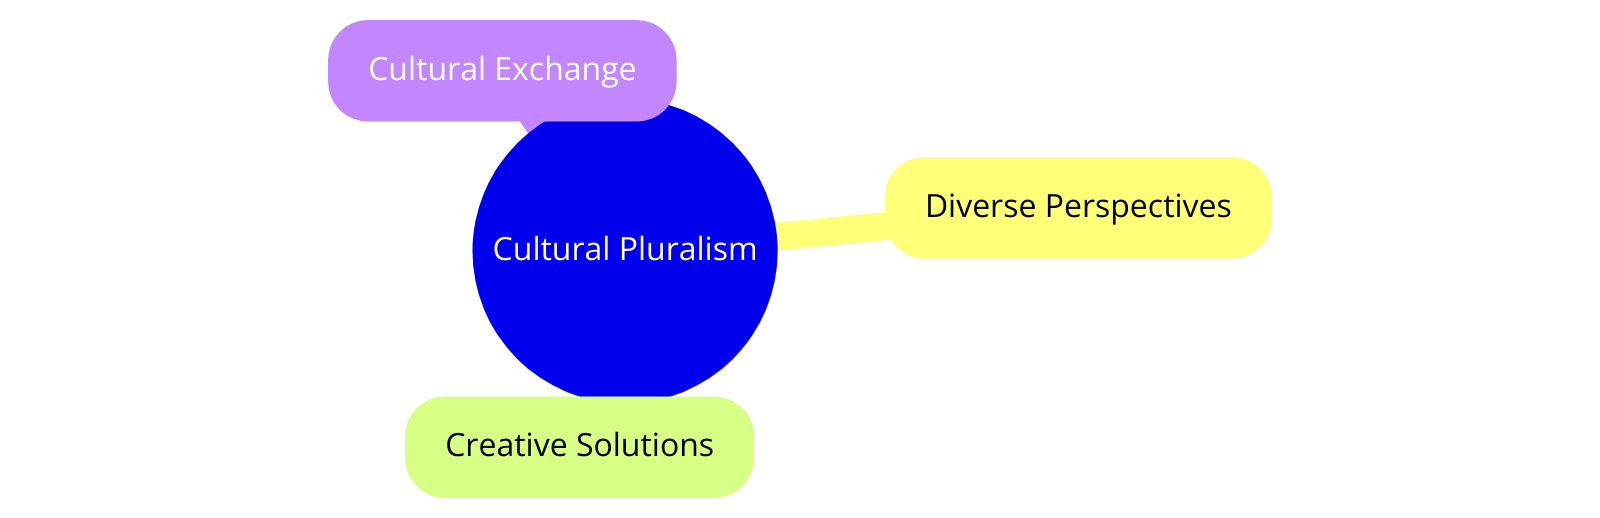 Cultural Exchange
Diverse Perspectives
Cultural Pluralism
Creative Solutions